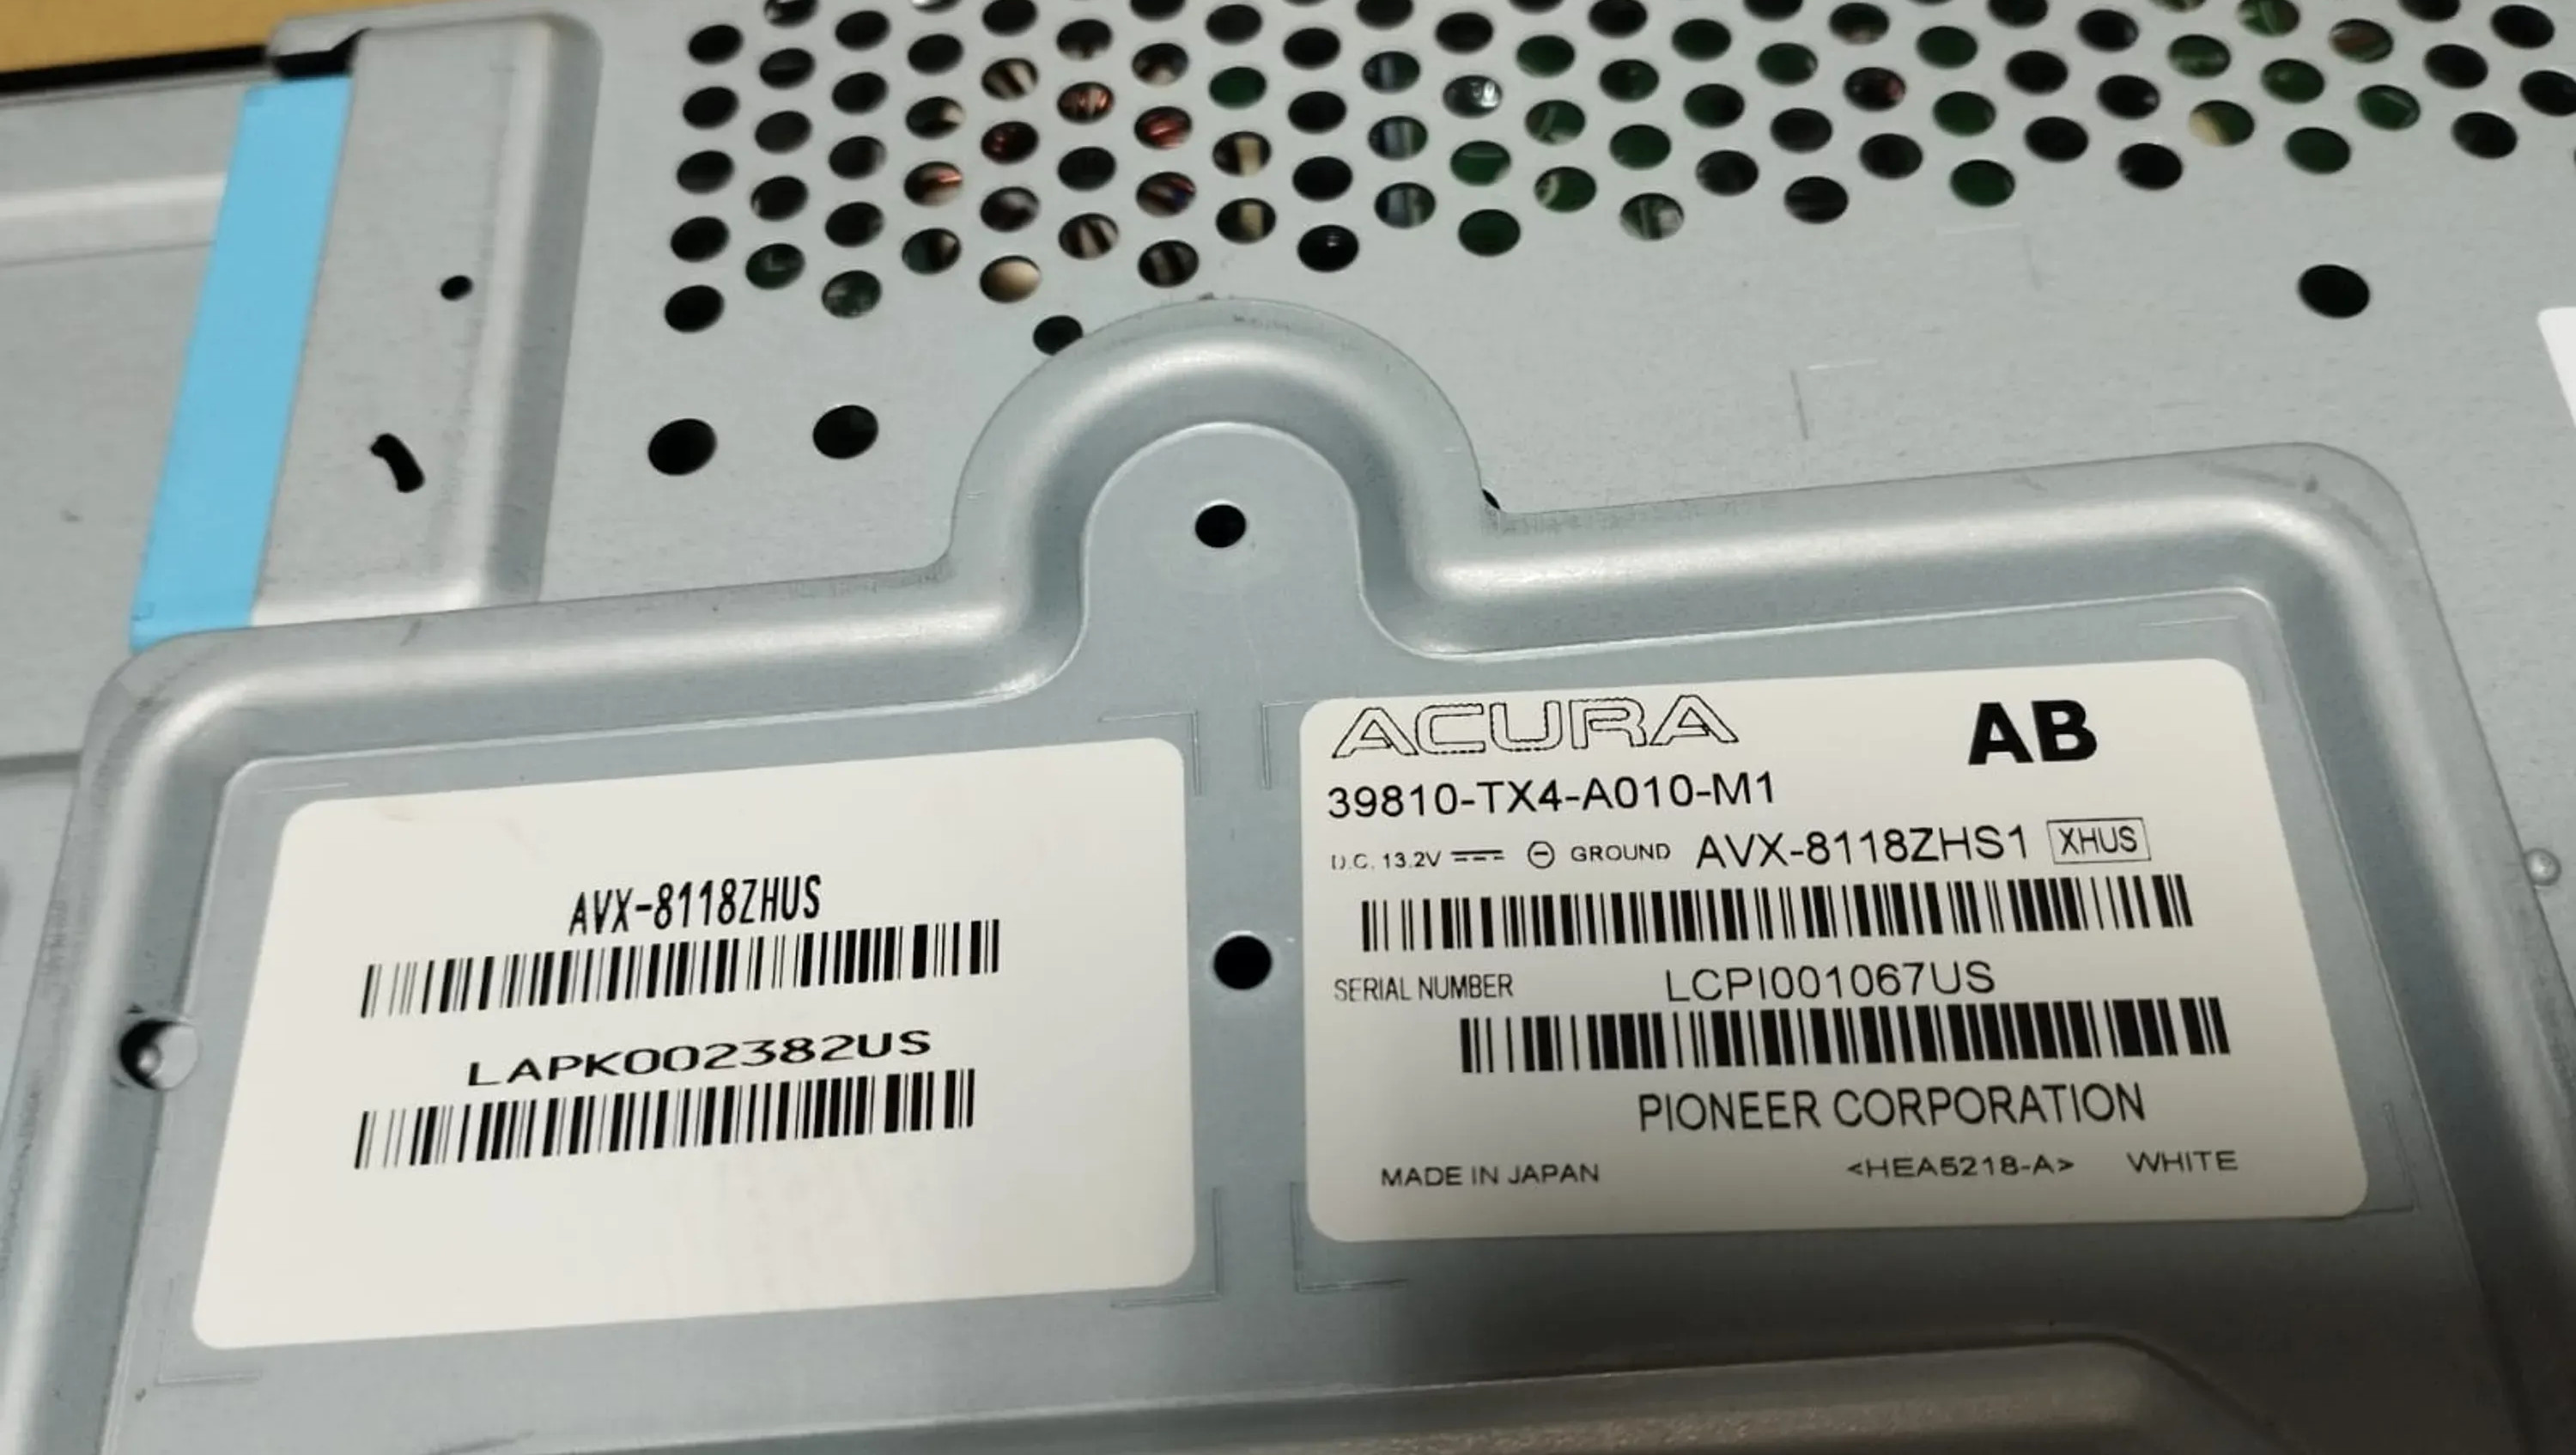 AVX-8118ZHUS
LAPK002382US
ACURA AB
39810-TX4-A010-M1
D.C. 13.2V GROUND AVX-8118ZHS1 XHUS
SERIAL NUMBER LCPI001067US
PIONEER CORPORATION
MADE IN JAPAN <HEA5218-A> WHITE